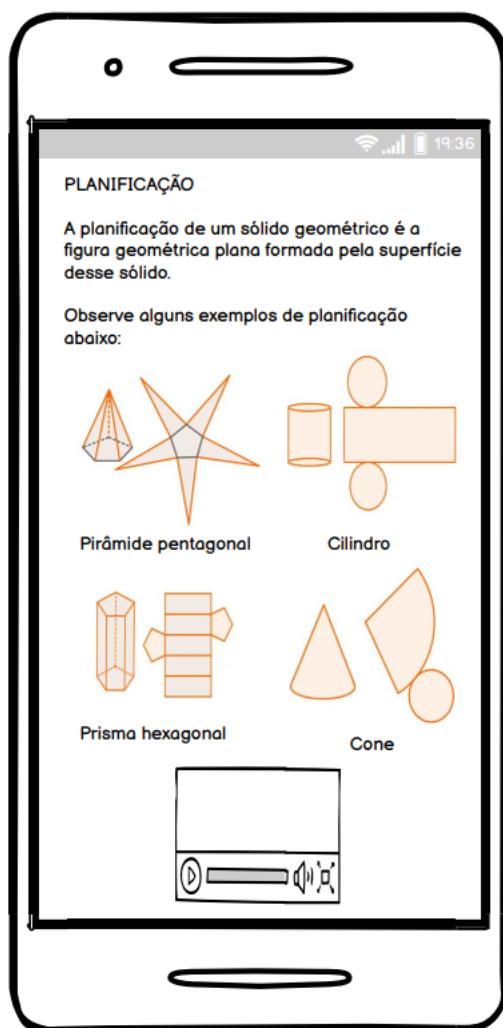 19:36
PLANIFICAÇÃO
A planificação de um sólido geométrico é a
figura geométrica plana formada pela superfície
desse sólido.
Observe alguns exemplos de planificação
abaixo:
Pirâmide pentagonal
Cilindro
Prisma hexagonal
Cone